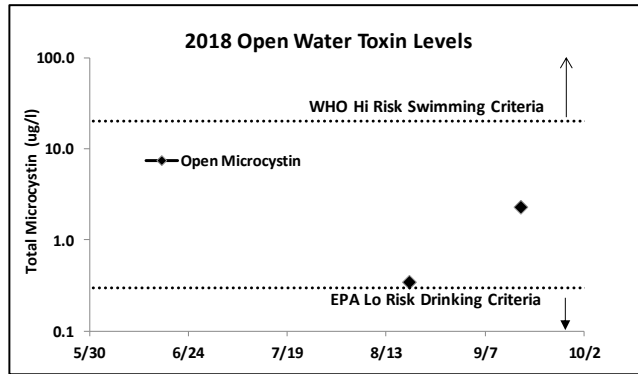 2018 Open Water Toxin Levels
Total Microcystin (ug/l)
100.0
WHO Hi Risk Swimming Criteria
10.0
Open Microcystin
1.0
EPA Lo Risk Drinking Criteria
0.1
5/30 6/24 7/19 8/13 9/7 10/2